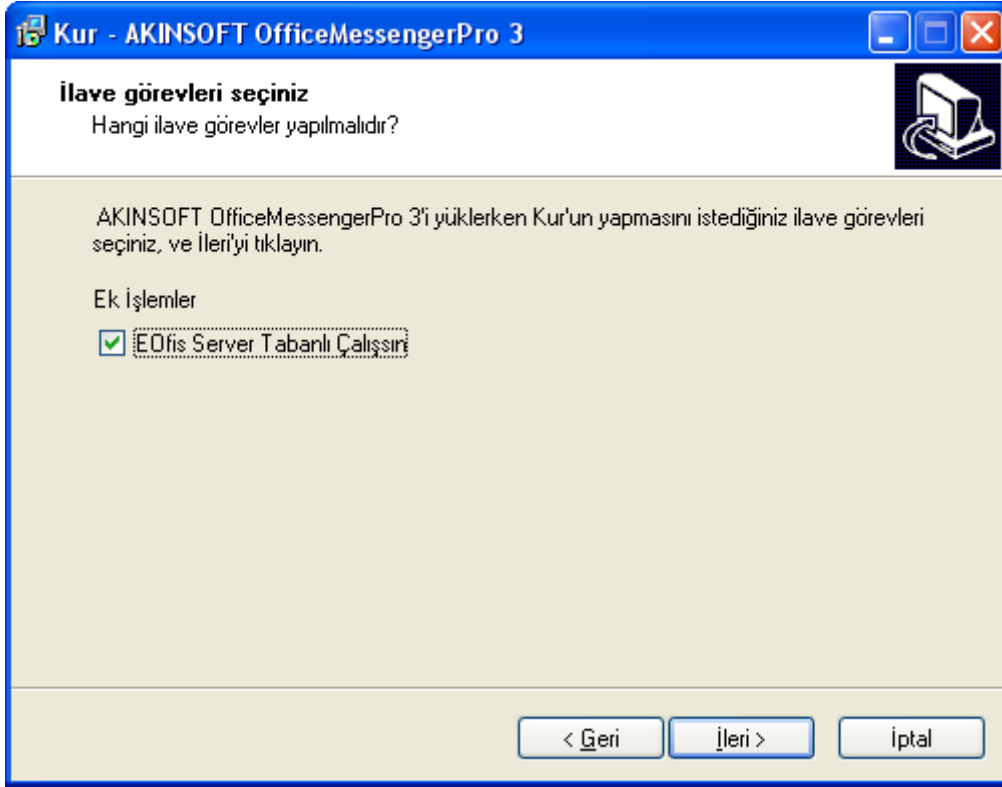 Kur - AKINSOFT OfficeMessengerPro 3
İlave görevleri seçiniz
Hangi ilave görevler yapılmalıdır?
AKINSOFT OfficeMessengerPro 3'i yüklerken Kur'un yapmasını istediğiniz ilave görevleri
seçiniz, ve İleri'yi tıklayın.
Ek İşlemler
EOfis Server Tabanlı Çalışsın
< Geri
İleri >
İptal